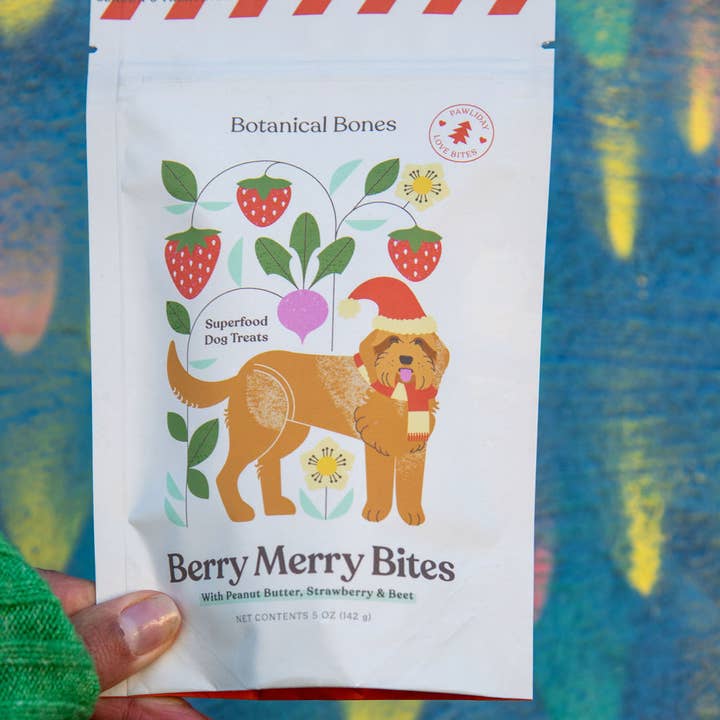 Botanical Bones
PAWLIDAY
LOVE BITES
Superfood
Dog Treats
Berry Merry Bites
With Peanut Butter, Strawberry & Beet
NET CONTENTS 5 OZ (142 g)